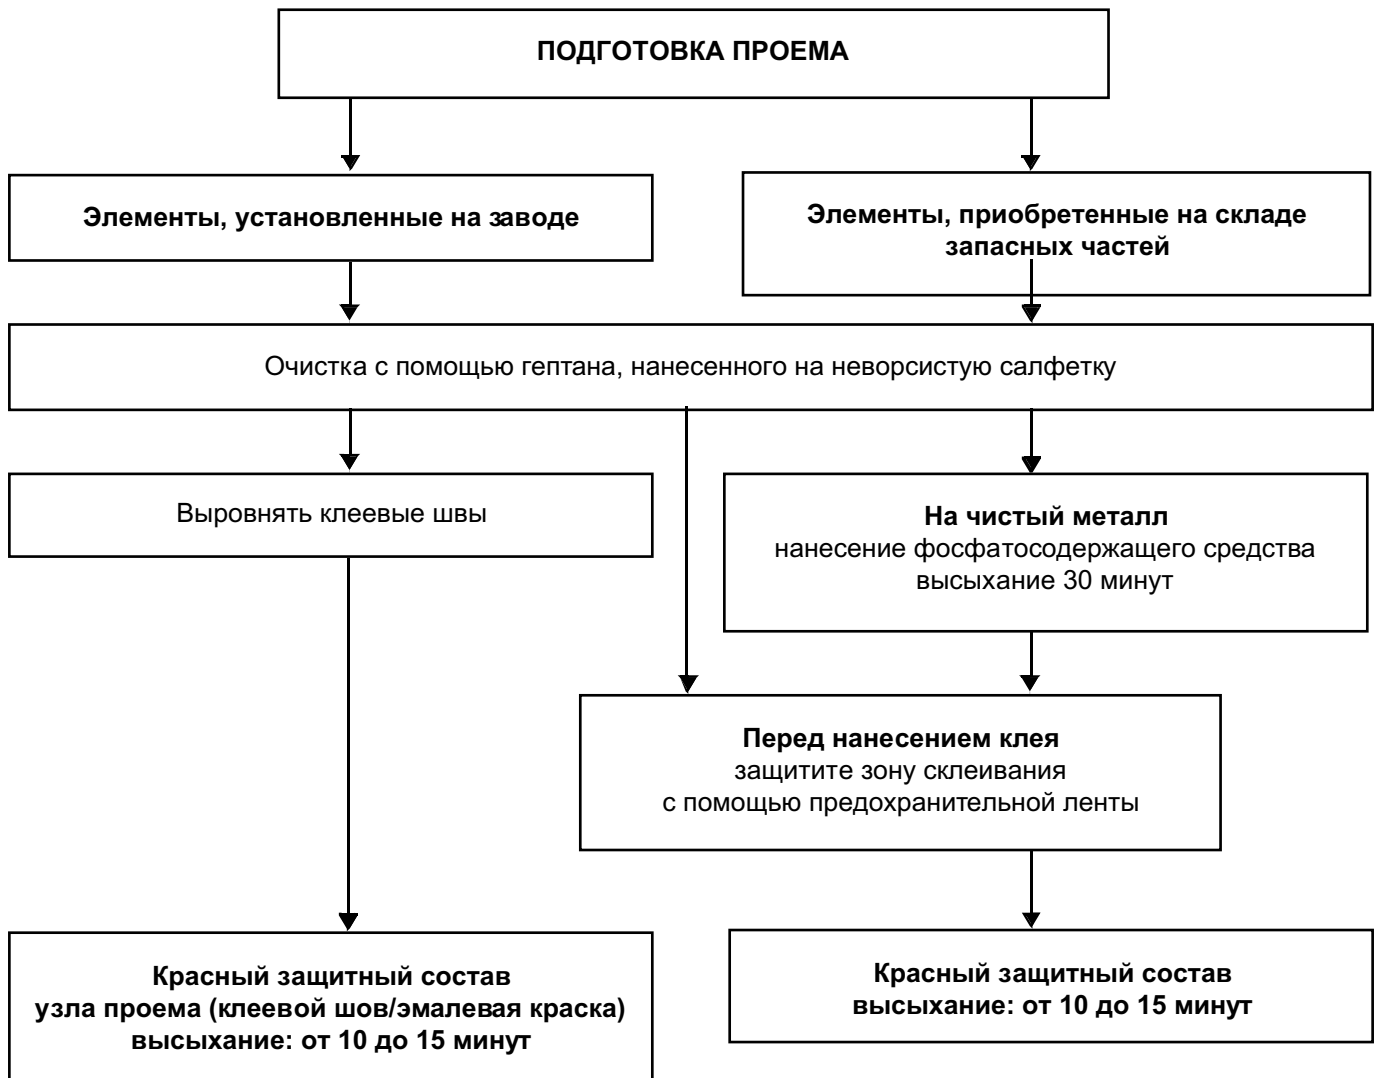 ПОДГОТОВКА ПРОЕМА
Элементы, установленные на заводе
Элементы, приобретенные на складе
запасных частей
Очистка с помощью гептана, нанесенного на неворсистую салфетку
Выровнять клеевые швы
На чистый металл
нанесение фосфатосодержащего средства
высыхание 30 минут
Перед нанесением клея
защитите зону склеивания
с помощью предохранительной ленты
Красный защитный состав
узла проема (клеевой шов/эмалевая краска)
высыхание: от 10 до 15 минут
Красный защитный состав
высыхание: от 10 до 15 минут